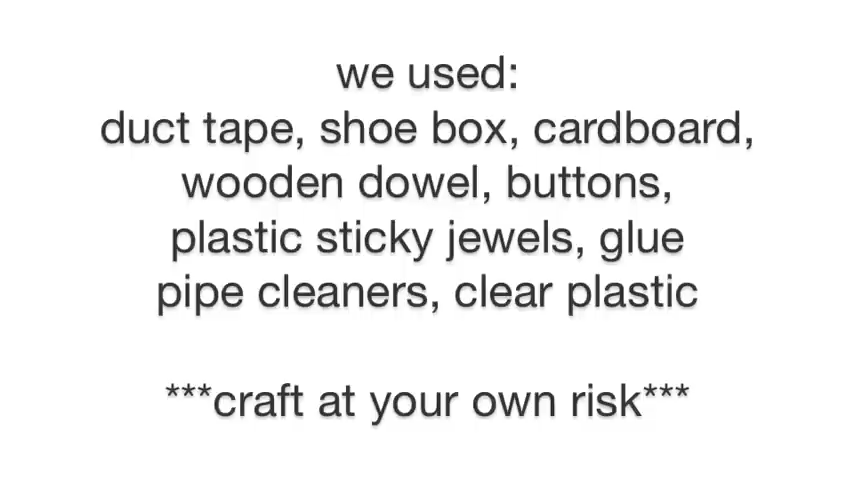 we used:
duct tape, shoe box, cardboard,
wooden dowel, buttons,
plastic sticky jewels, glue
pipe cleaners, clear plastic
***craft at your own risk***